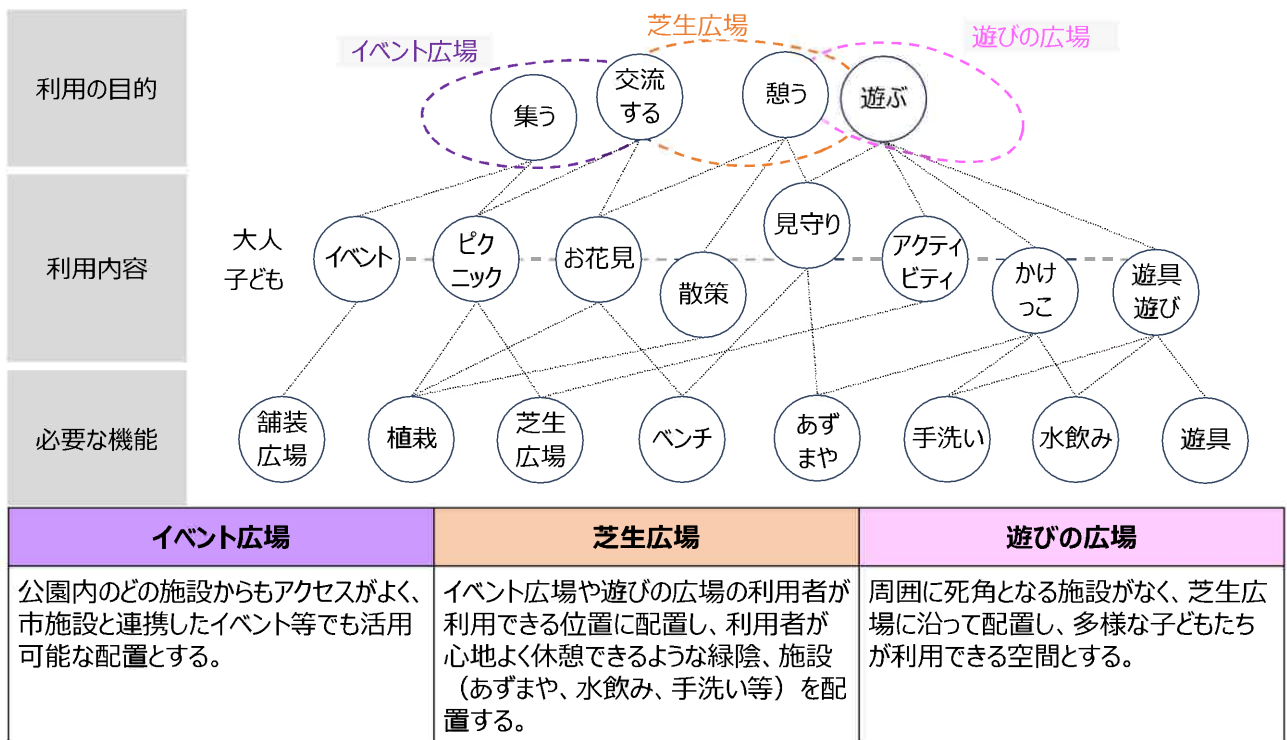 芝生広場
遊びの広場
イベント広場
利用の目的
集う
交流
する
憩う
遊ぶ
利用内容
大人
子ども
イベント
ピク
ニック
お花見
散策
見守り
アクティ
ビティ
かけ
っこ
遊具
遊び
必要な機能
舗装
広場
植栽
芝生
広場
ベンチ
あず
まや
手洗い
水飲み
遊具
イベント広場
芝生広場
遊びの広場
公園内のどの施設からもアクセスがよく、
市施設と連携したイベント等でも活用
可能な配置とする。
イベント広場や遊びの広場の利用者が
利用できる位置に配置し、利用者が
心地よく休憩できるような緑陰、施設
（あずまや、水飲み、手洗い等）を配
置する。
周囲に死角となる施設がなく、芝生広
場に沿って配置し、多様な子どもたち
が利用できる空間とする。